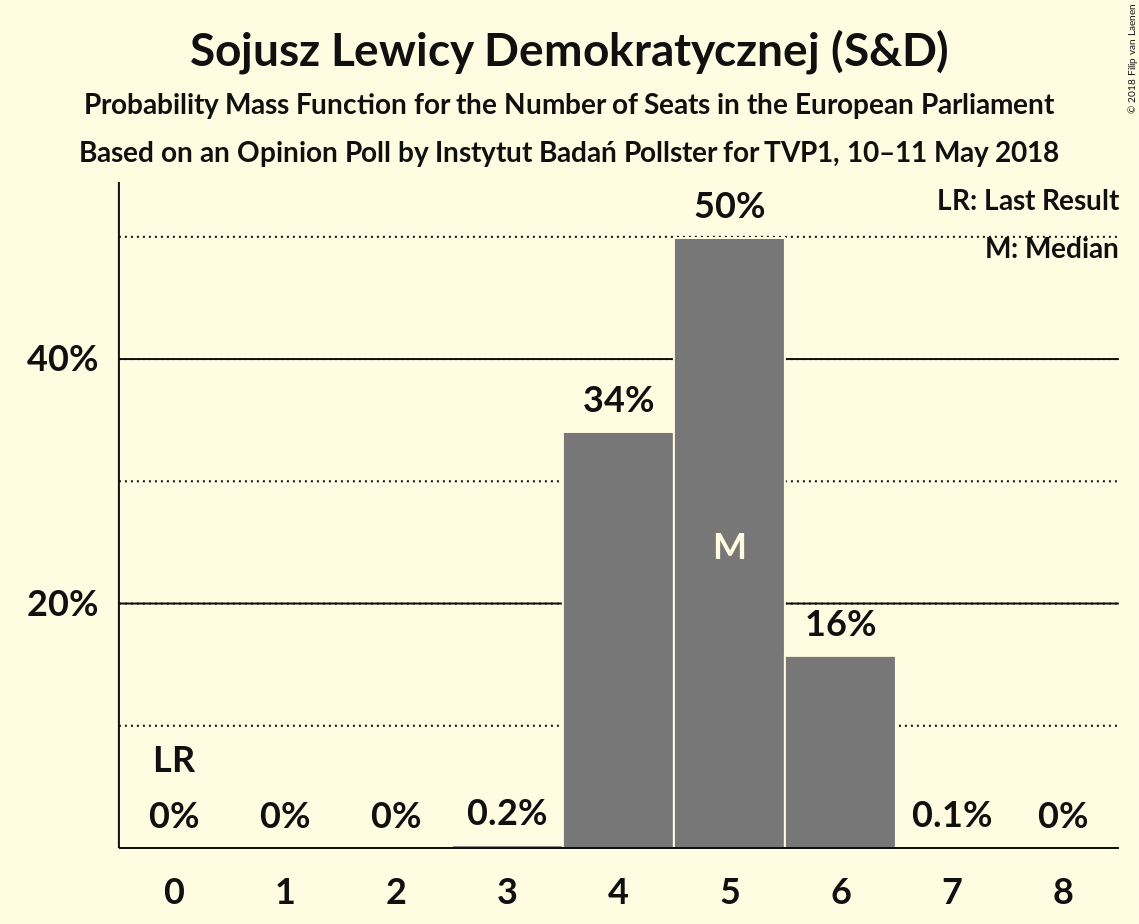 Sojusz Lewicy Demokratycznej (S&D)
Probability Mass Function for the Number of Seats in the European Parliament
Based on an Opinion Poll by Instytut Badań Pollster for TVP1, 10–11 May 2018
© 2018 Filip van Laenen
LR: Last Result
M: Median
50%
40%
34%
M
20%
16%
LR
0% 0% 0% 0.2% 0.1% 0%
0 1 2 3 4 5 6 7 8